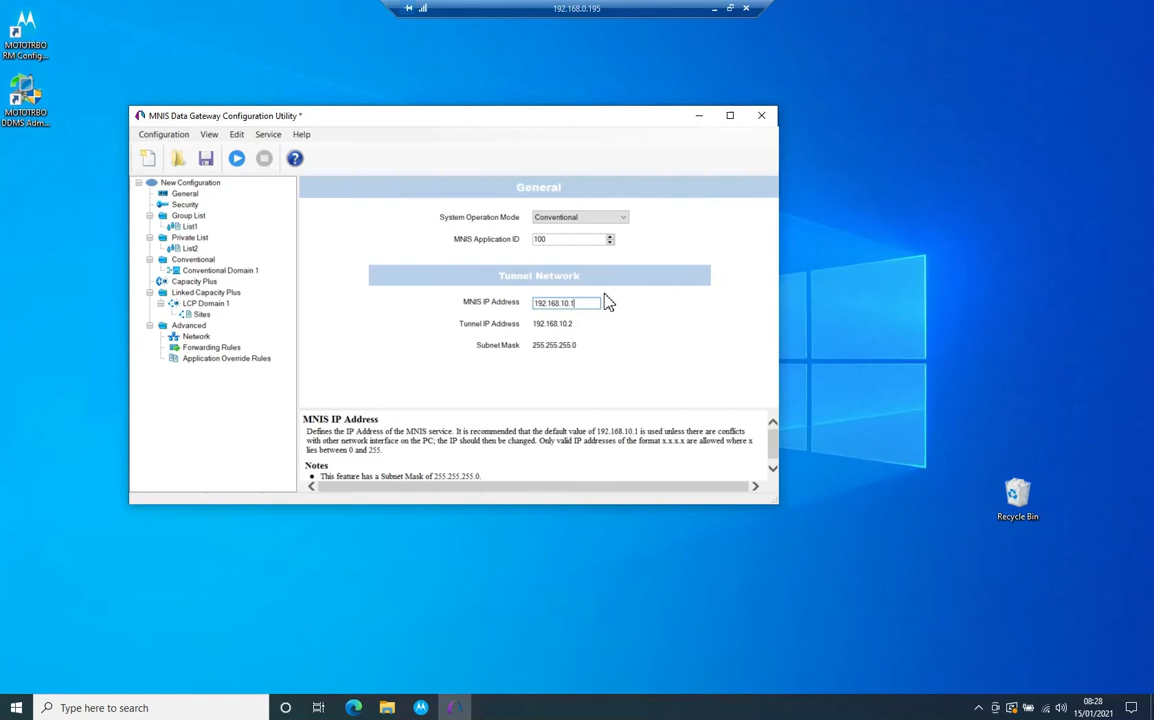 192.168.0.195
MOTOTRBO
RM Config...
MOTOTRBO
DDMS Adm...
MNIS Data Gateway Configuration Utility *
Configuration View Edit Service Help
New Configuration
General
Security
Group List
List1
Private List
List2
Conventional
Conventional Domain 1
Capacity Plus
Linked Capacity Plus
LCP Domain 1
Sites
Advanced
Network
Forwarding Rules
Application Override Rules
General
System Operation Mode Conventional
MNIS Application ID 100
Tunnel Network
MNIS IP Address 192.168.10.1
Tunnel IP Address 192.168.10.2
Subnet Mask 255.255.255.0
MNIS IP Address
Defines the IP Address of the MNIS service. It is recommended that the default value of 192.168.10.1 is used unless there are conflicts
with other network interface on the PC; the IP should then be changed. Only valid IP addresses of the format x.x.x.x are allowed where x
lies between 0 and 255.
Notes
• This feature has a Subnet Mask of 255.255.255.0.
Recycle Bin
Type here to search
08:28
15/01/2021